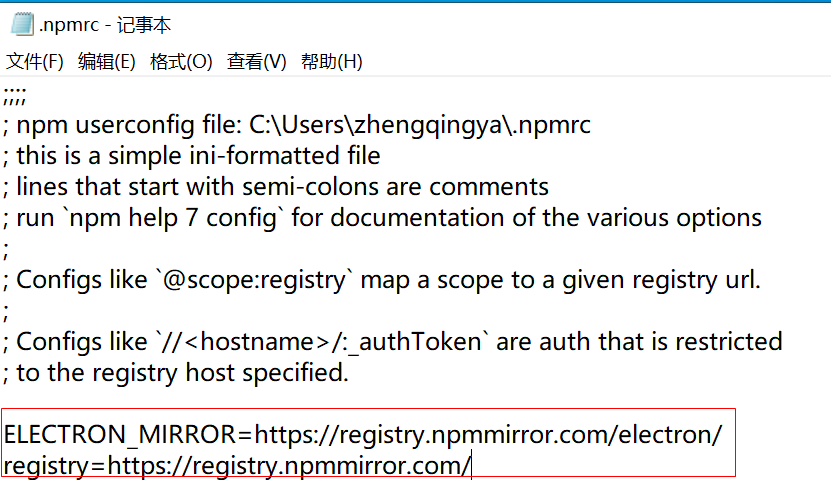 .npmrc - 记事本
文件(F) 编辑(E) 格式(O) 查看(V) 帮助(H)
;;;;
; npm userconfig file: C:\Users\zhengqingya\.npmrc
; this is a simple ini-formatted file
; lines that start with semi-colons are comments
; run `npm help 7 config` for documentation of the various options
;
; Configs like `@scope:registry` map a scope to a given registry url.
;
; Configs like `//<hostname>/:_authToken` are auth that is restricted
; to the registry host specified.
ELECTRON_MIRROR=https://registry.npmmirror.com/electron/
registry=https://registry.npmmirror.com/